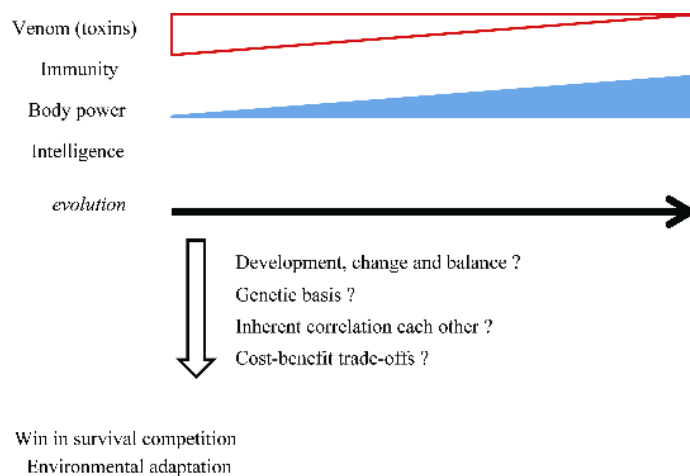 Venom (toxins)
Immunity
Body power
Intelligence
evolution
Development, change and balance ?
Genetic basis ?
Inherent correlation each other ?
Cost-benefit trade-offs ?
Win in survival competition
Environmental adaptation